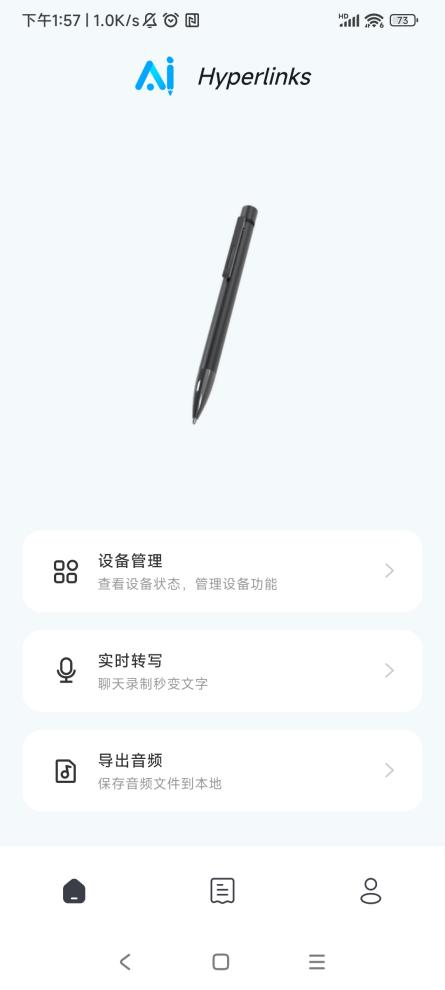 下午1:57 | 1.0K/s HD 6 73
Ai Hyperlinks
设备管理
查看设备状态，管理设备功能
实时转写
聊天录制秒变文字
导出音频
保存音频文件到本地